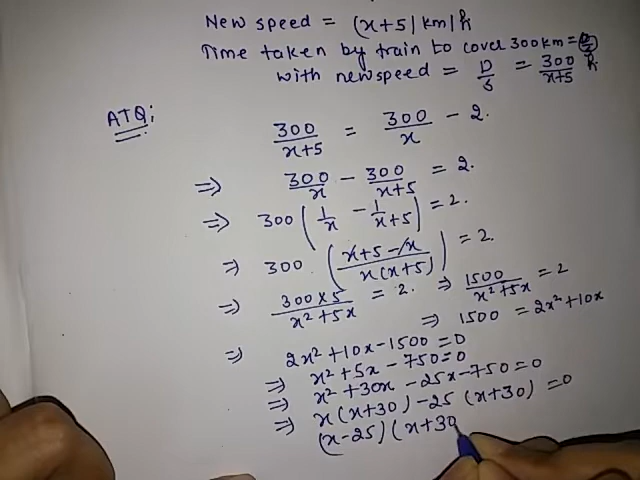 New speed = (x+5) km/h
Time taken by train to cover 300km =
with new speed = D/S = 300/(x+5) h
ATQ:
300/(x+5) = 300/x - 2.
⇒ 300/x - 300/(x+5) = 2.
⇒ 300 (1/x - 1/(x+5)) = 2.
⇒ 300 ((x+5-x)/(x(x+5))) = 2.
⇒ (300×5)/(x²+5x) = 2. ⇒ 1500/(x²+5x) = 2
⇒ 1500 = 2x²+10x
⇒ 2x²+10x-1500=0
⇒ x²+5x-750=0
⇒ x²+30x-25x-750=0
⇒ x(x+30)-25(x+30)=0
(x-25)(x+30